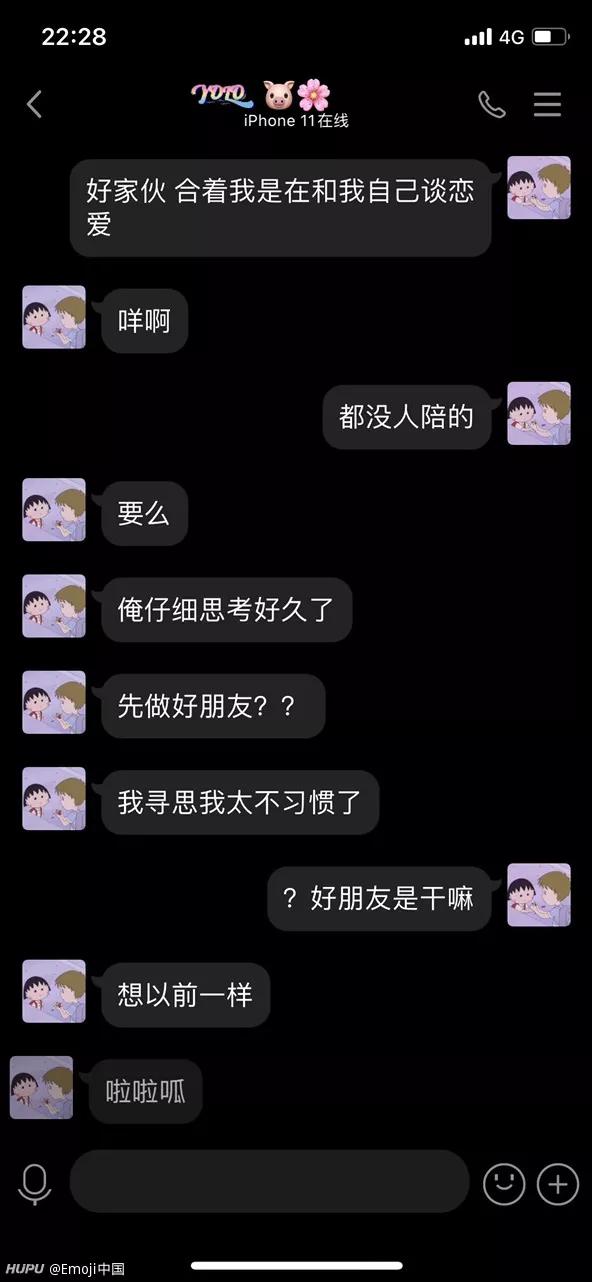 22:28
4G
YOLO
iPhone 11在线
好家伙 合着我是在和我自己谈恋
爱
咩啊
都没人陪的
要么
俺仔细思考好久了
先做好朋友？？
我寻思我太不习惯了
？好朋友是干嘛
想以前一样
啦啦呱
HUPU @Emoji中国